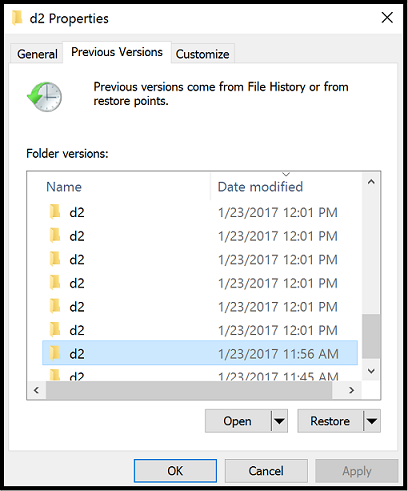 d2 Properties
General Previous Versions Customize
Previous versions come from File History or from
restore points.
Folder versions:
Name Date modified
d2 1/23/2017 12:01 PM
d2 1/23/2017 12:01 PM
d2 1/23/2017 12:01 PM
d2 1/23/2017 12:01 PM
d2 1/23/2017 12:01 PM
d2 1/23/2017 12:01 PM
d2 1/23/2017 11:56 AM
d2 1/23/2017 11:45 AM
Open Restore
OK Cancel Apply